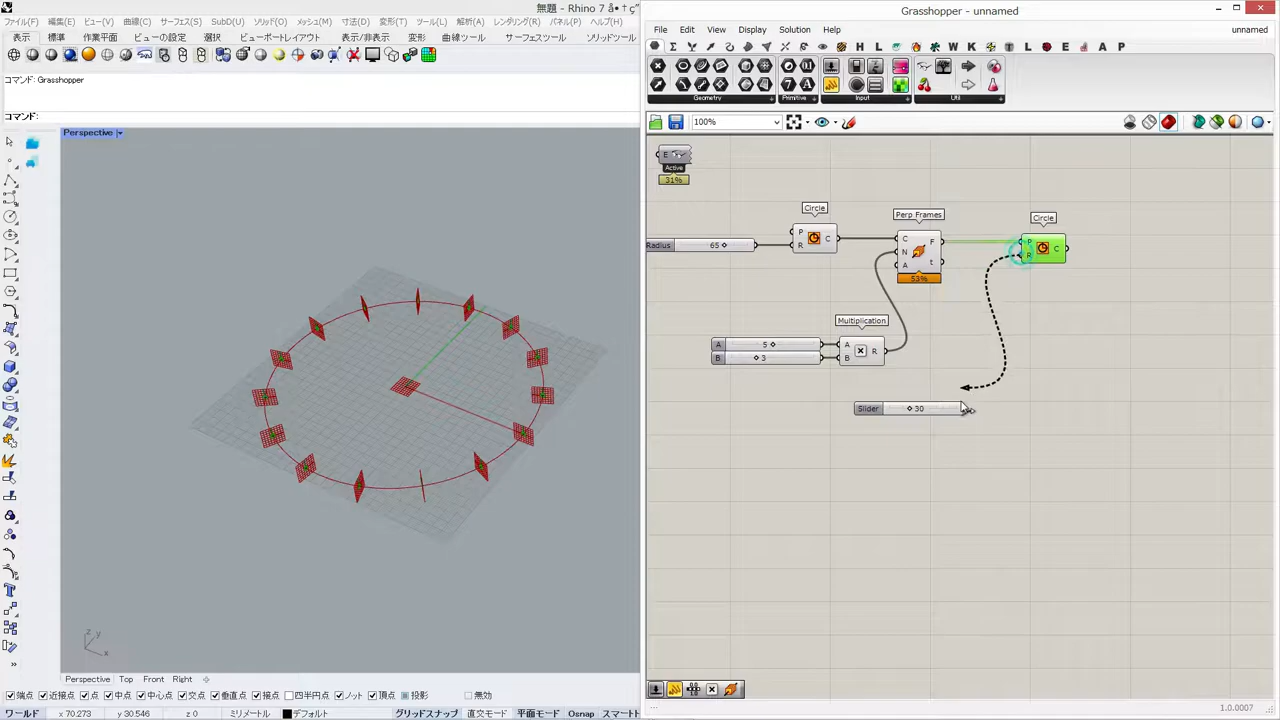 無題 - Rhino 7
Grasshopper - unnamed
ファイル(F) 編集(E) ビュー(V) 曲線(C) サーフェス(S) SubD(U) ソリッド(O) メッシュ(M) 寸法(D) 変形(T) ツール(L) 解析(A) レンダリング(R) パネル(P) ヘルプ(H)
File Edit View Display Solution Help
unnamed
表示 標準 作業平面 ビューの設定 選択 ビューポートレイアウト 表示/非表示 変形 曲線ツール サーフェスツール ソリッドツール
コマンド: Grasshopper
コマンド:
Geometry Primitive Input Util
100%
Perspective
E
Active
31%
Circle
Perp Frames
Circle
Radius 65
P
R
C
C
N
A
F
t
53%
P
R
C
Multiplication
A 5
B 3
A
B
R
Slider 30
Perspective Top Front Right
端点 近接点 点 中点 中心点 交点 垂直点 接点 四半円点 ノット 頂点 投影 無効
ワールド x 70.273 y 30.546 z 0 ミリメートル デフォルト グリッドスナップ 直交モード 平面モード Osnap スマート
1.0.0007
z
y
x